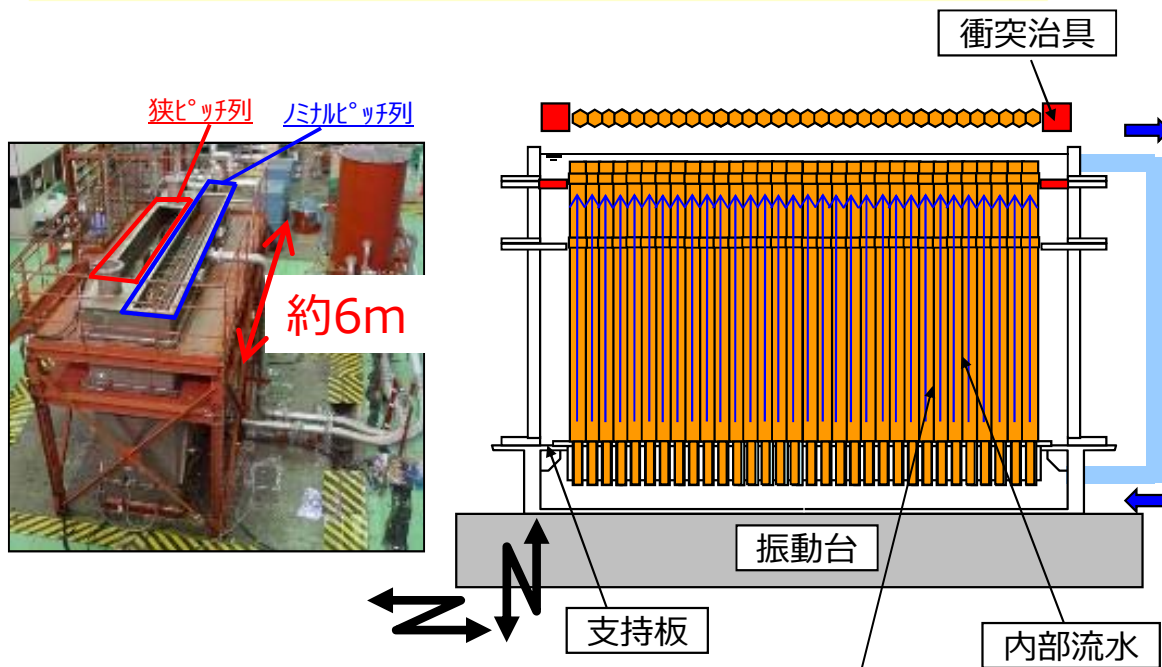 衝突治具
狭ﾋﾟｯﾁ列
ﾉﾐﾅﾙﾋﾟｯﾁ列
約6m
振動台
支持板
内部流水